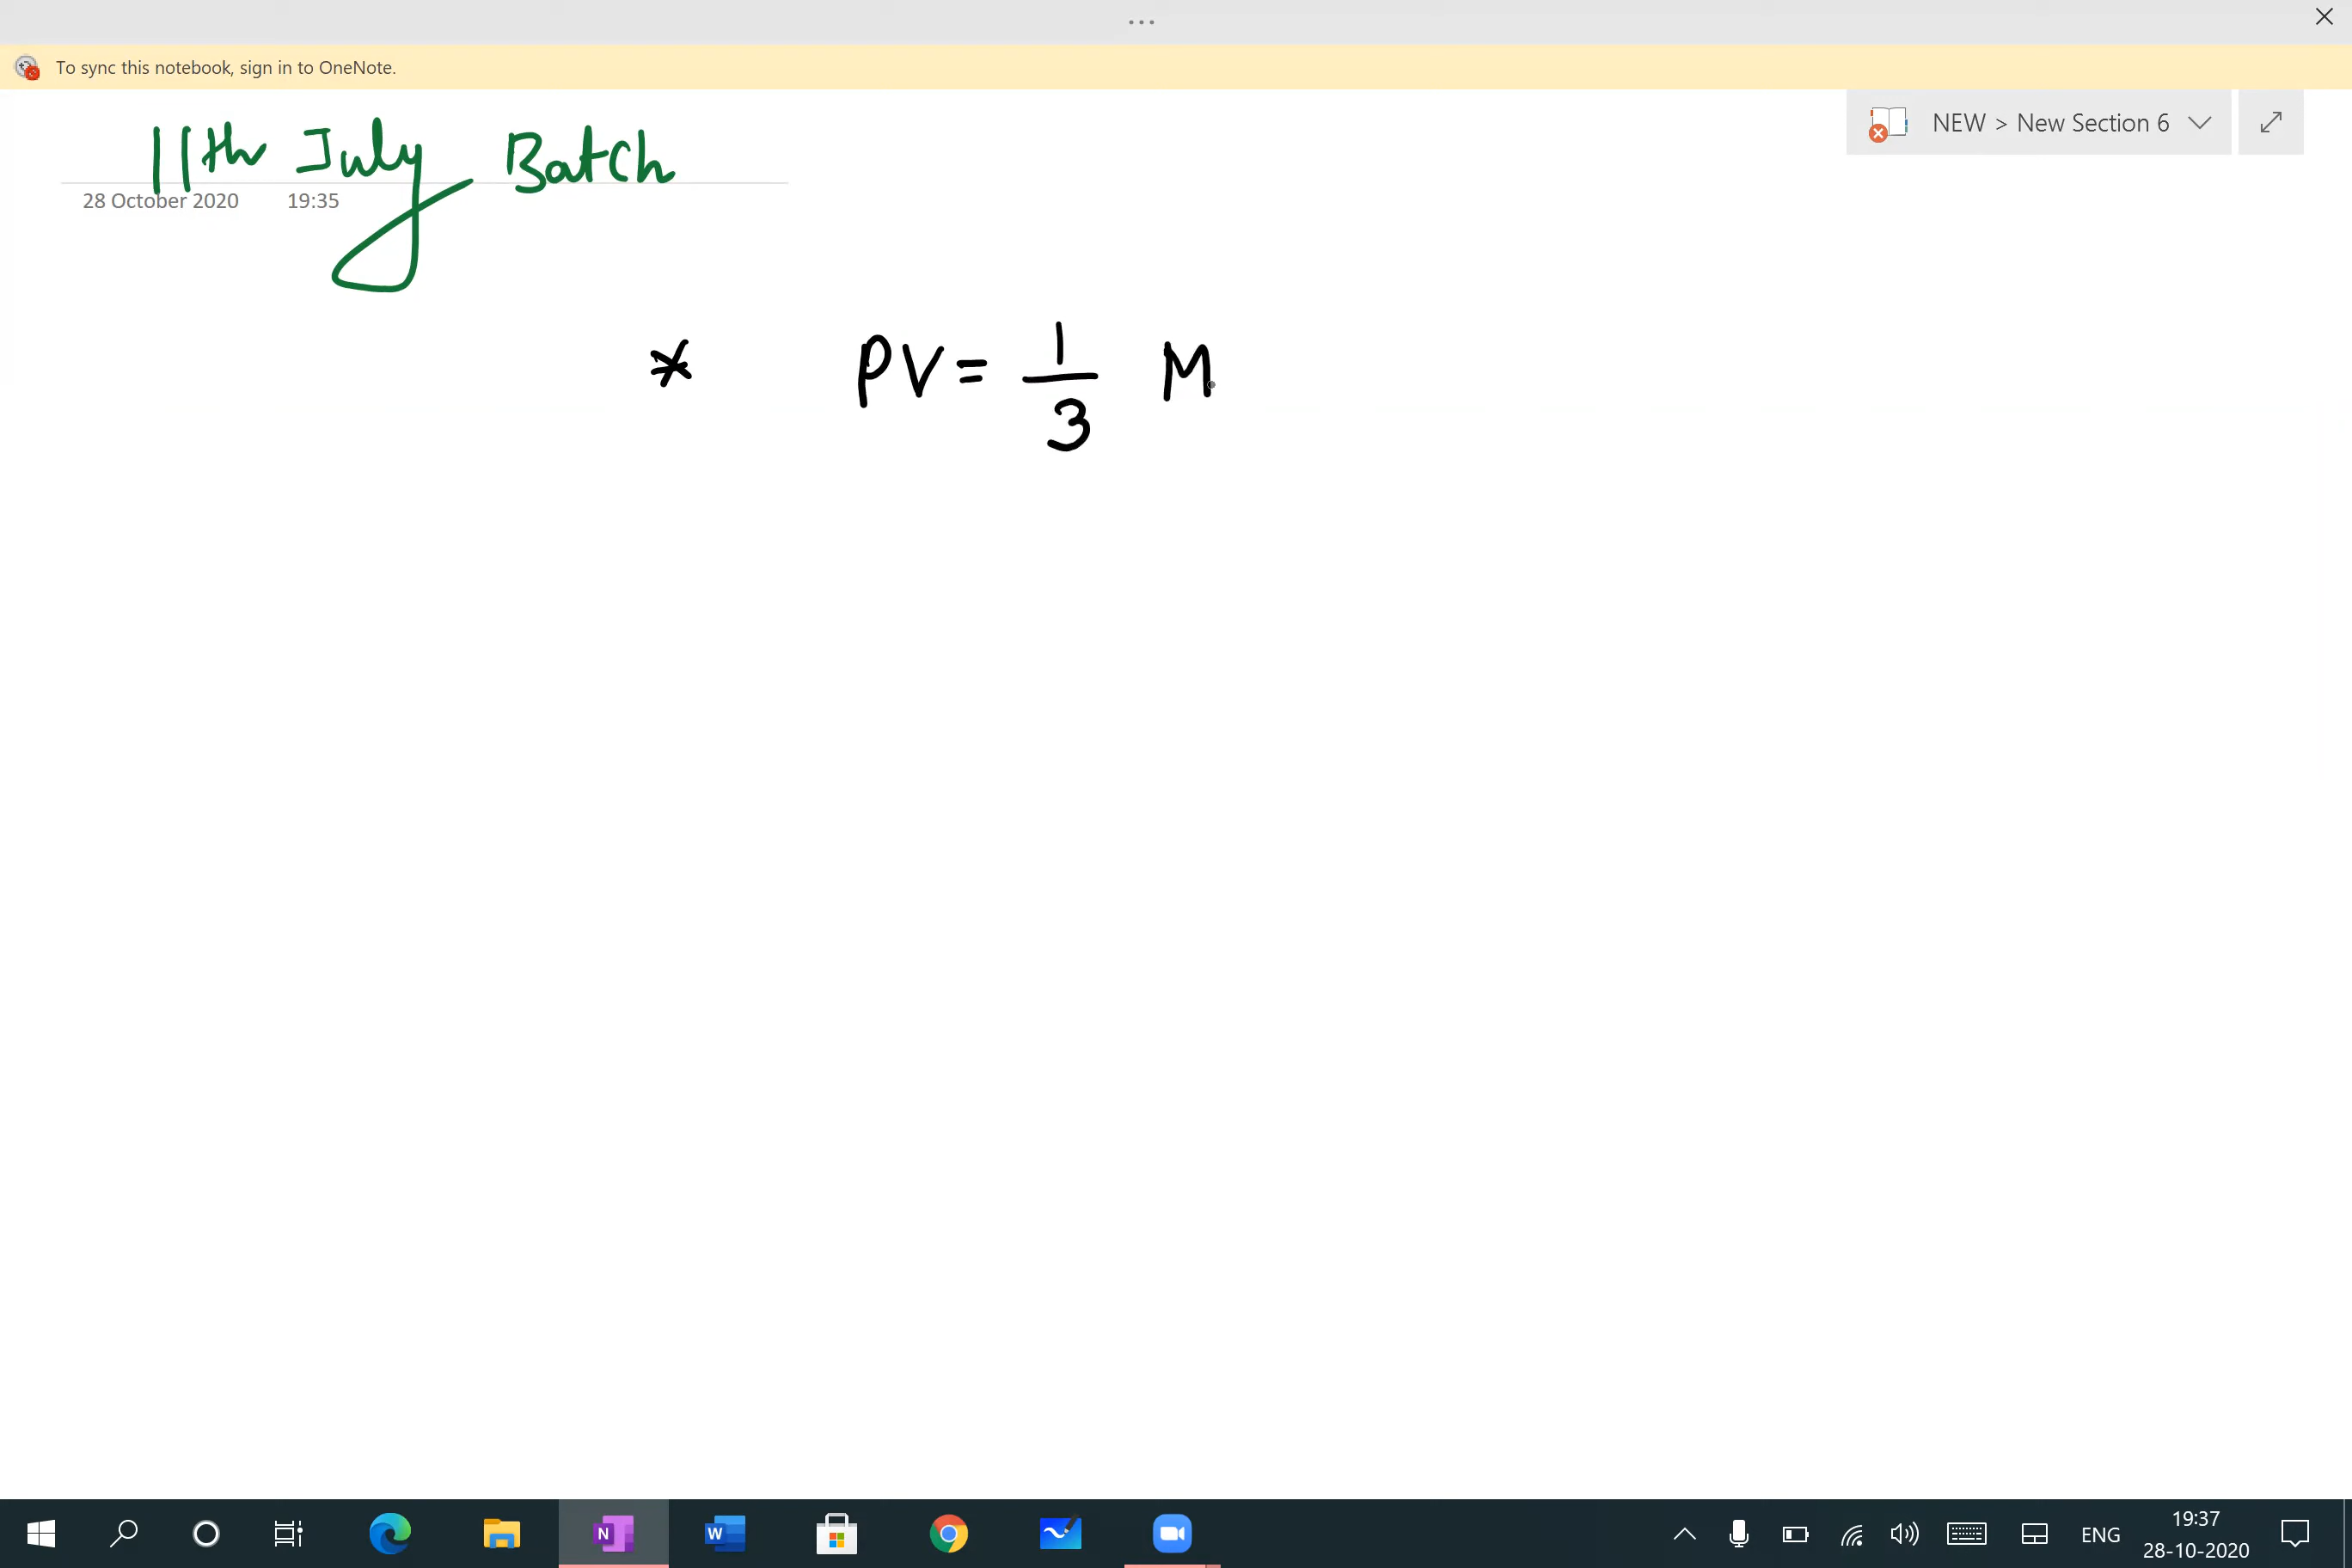 To sync this notebook, sign in to OneNote.
NEW > New Section 6
11th July Batch
28 October 2020 19:35
* PV = 1/3 M
ENG
19:37
28-10-2020